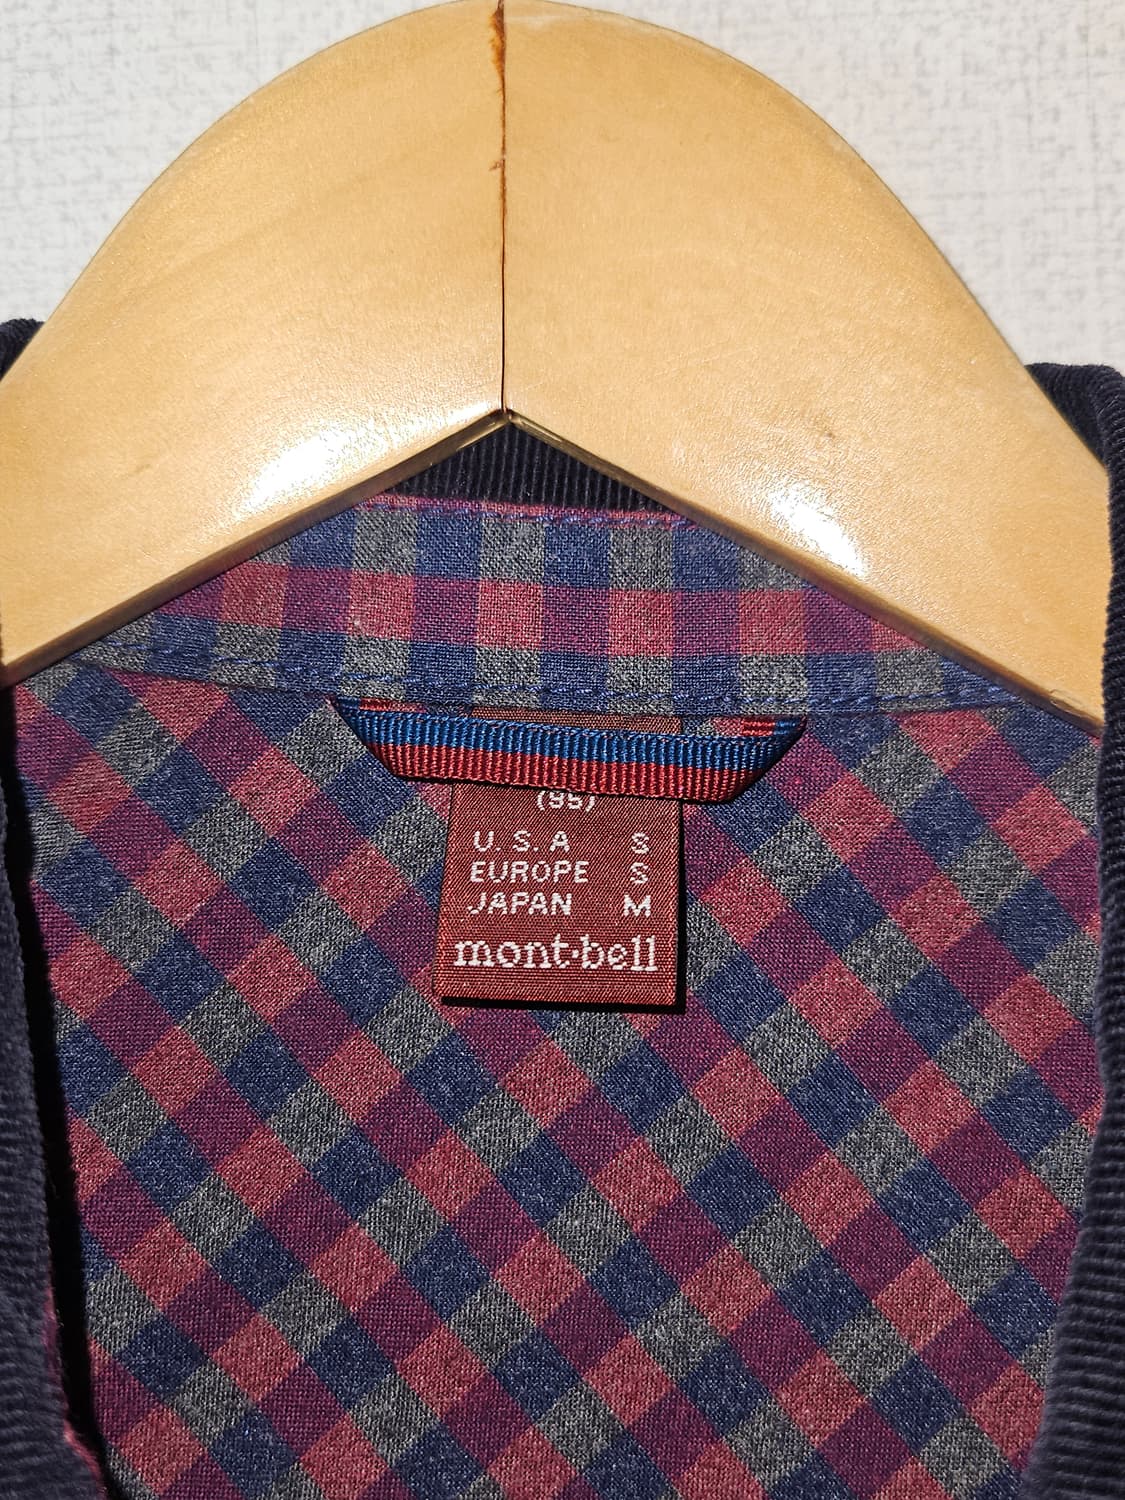 (95)
U.S.A S
EUROPE S
JAPAN M
mont·bell